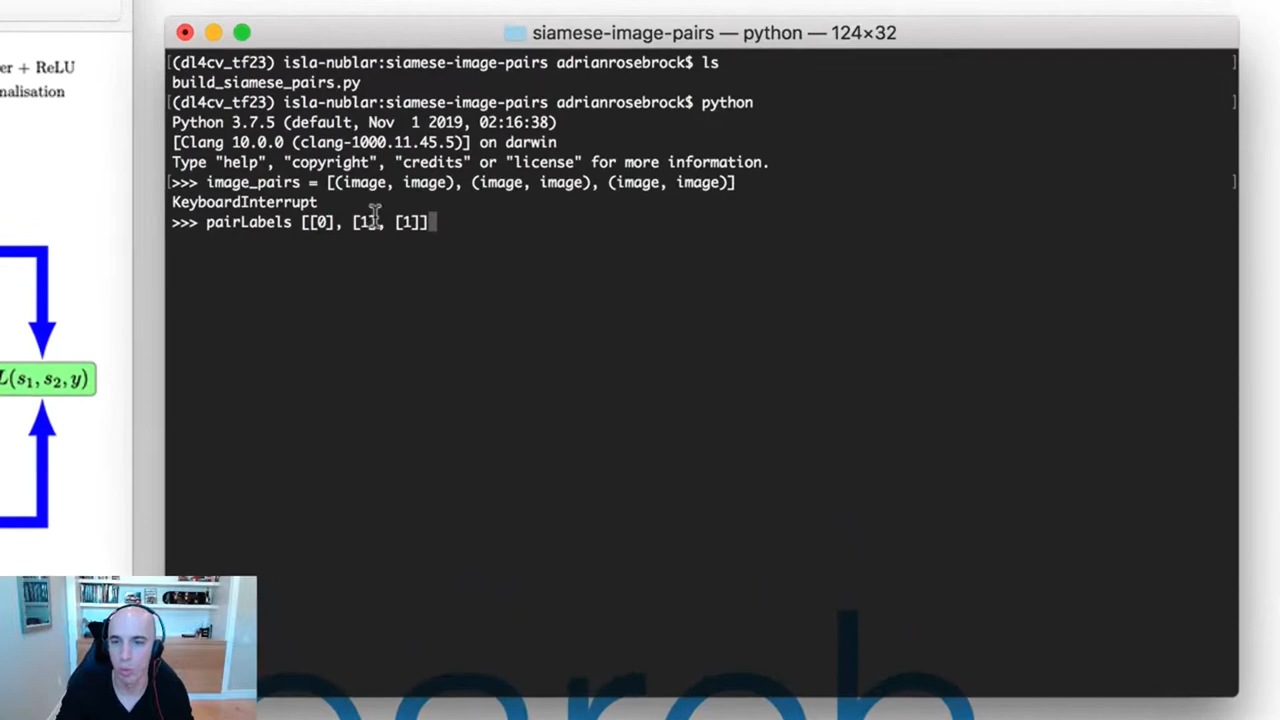 er + ReLU
nalisation
L(s₁, s₂, y)
siamese-image-pairs — python — 124×32
[(dl4cv_tf23) isla-nublar:siamese-image-pairs adrianrosebrock$ ls ]
build_siamese_pairs.py
[(dl4cv_tf23) isla-nublar:siamese-image-pairs adrianrosebrock$ python ]
Python 3.7.5 (default, Nov  1 2019, 02:16:38)
[Clang 10.0.0 (clang-1000.11.45.5)] on darwin
Type "help", "copyright", "credits" or "license" for more information.
[>>> image_pairs = [(image, image), (image, image), (image, image)] ]
KeyboardInterrupt
>>> pairLabels [[0], [1], [1]]